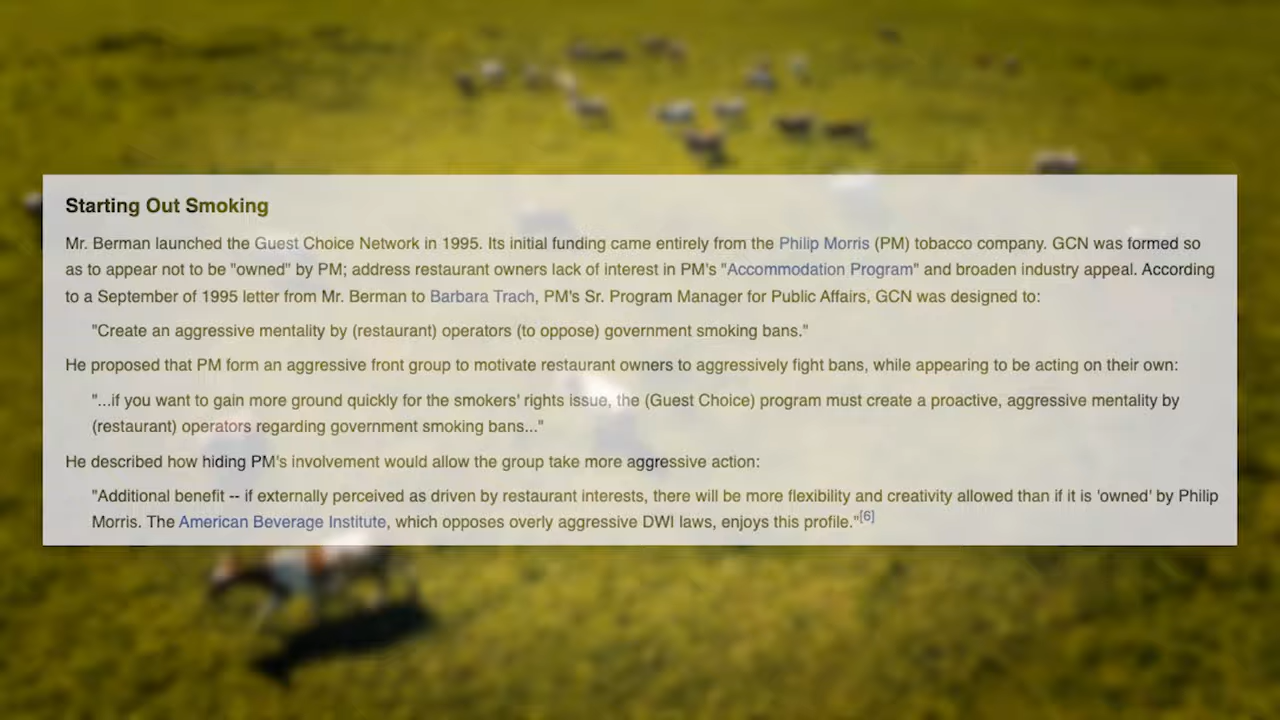 Starting Out Smoking
Mr. Berman launched the Guest Choice Network in 1995. Its initial funding came entirely from the Philip Morris (PM) tobacco company. GCN was formed so
as to appear not to be "owned" by PM; address restaurant owners lack of interest in PM's "Accommodation Program" and broaden industry appeal. According
to a September of 1995 letter from Mr. Berman to Barbara Trach, PM's Sr. Program Manager for Public Affairs, GCN was designed to:
"Create an aggressive mentality by (restaurant) operators (to oppose) government smoking bans."
He proposed that PM form an aggressive front group to motivate restaurant owners to aggressively fight bans, while appearing to be acting on their own:
"...if you want to gain more ground quickly for the smokers' rights issue, the (Guest Choice) program must create a proactive, aggressive mentality by
(restaurant) operators regarding government smoking bans..."
He described how hiding PM's involvement would allow the group take more aggressive action:
"Additional benefit -- if externally perceived as driven by restaurant interests, there will be more flexibility and creativity allowed than if it is 'owned' by Philip
Morris. The American Beverage Institute, which opposes overly aggressive DWI laws, enjoys this profile."[6]